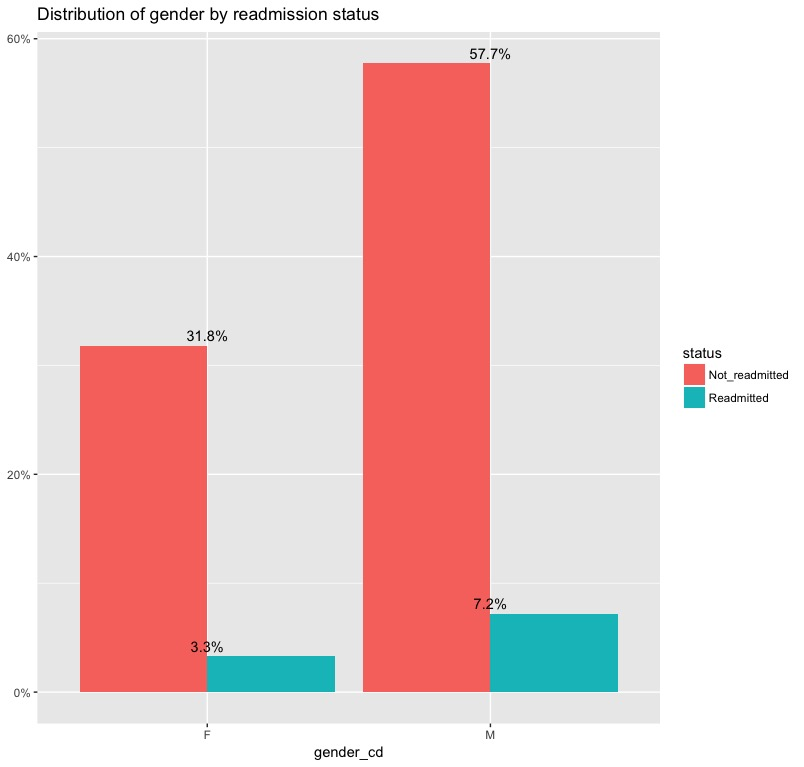 Distribution of gender by readmission status
60%
57.7%
40%
31.8%
status
Not_readmitted
Readmitted
20%
7.2%
3.3%
0%
F
M
gender_cd